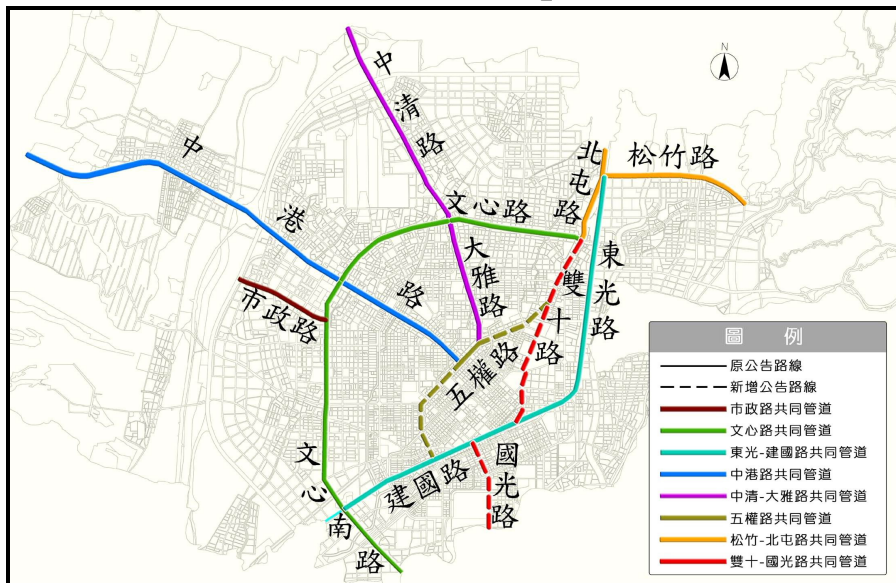 N
中清路
中港路
北屯路
松竹路
文心路
大雅路
雙十路
東光路
市政路
五權路
文心南路
建國路
國光路
圖 例
原公告路線
新增公告路線
市政路共同管道
文心路共同管道
東光-建國路共同管道
中港路共同管道
中清-大雅路共同管道
五權路共同管道
松竹-北屯路共同管道
雙十-國光路共同管道